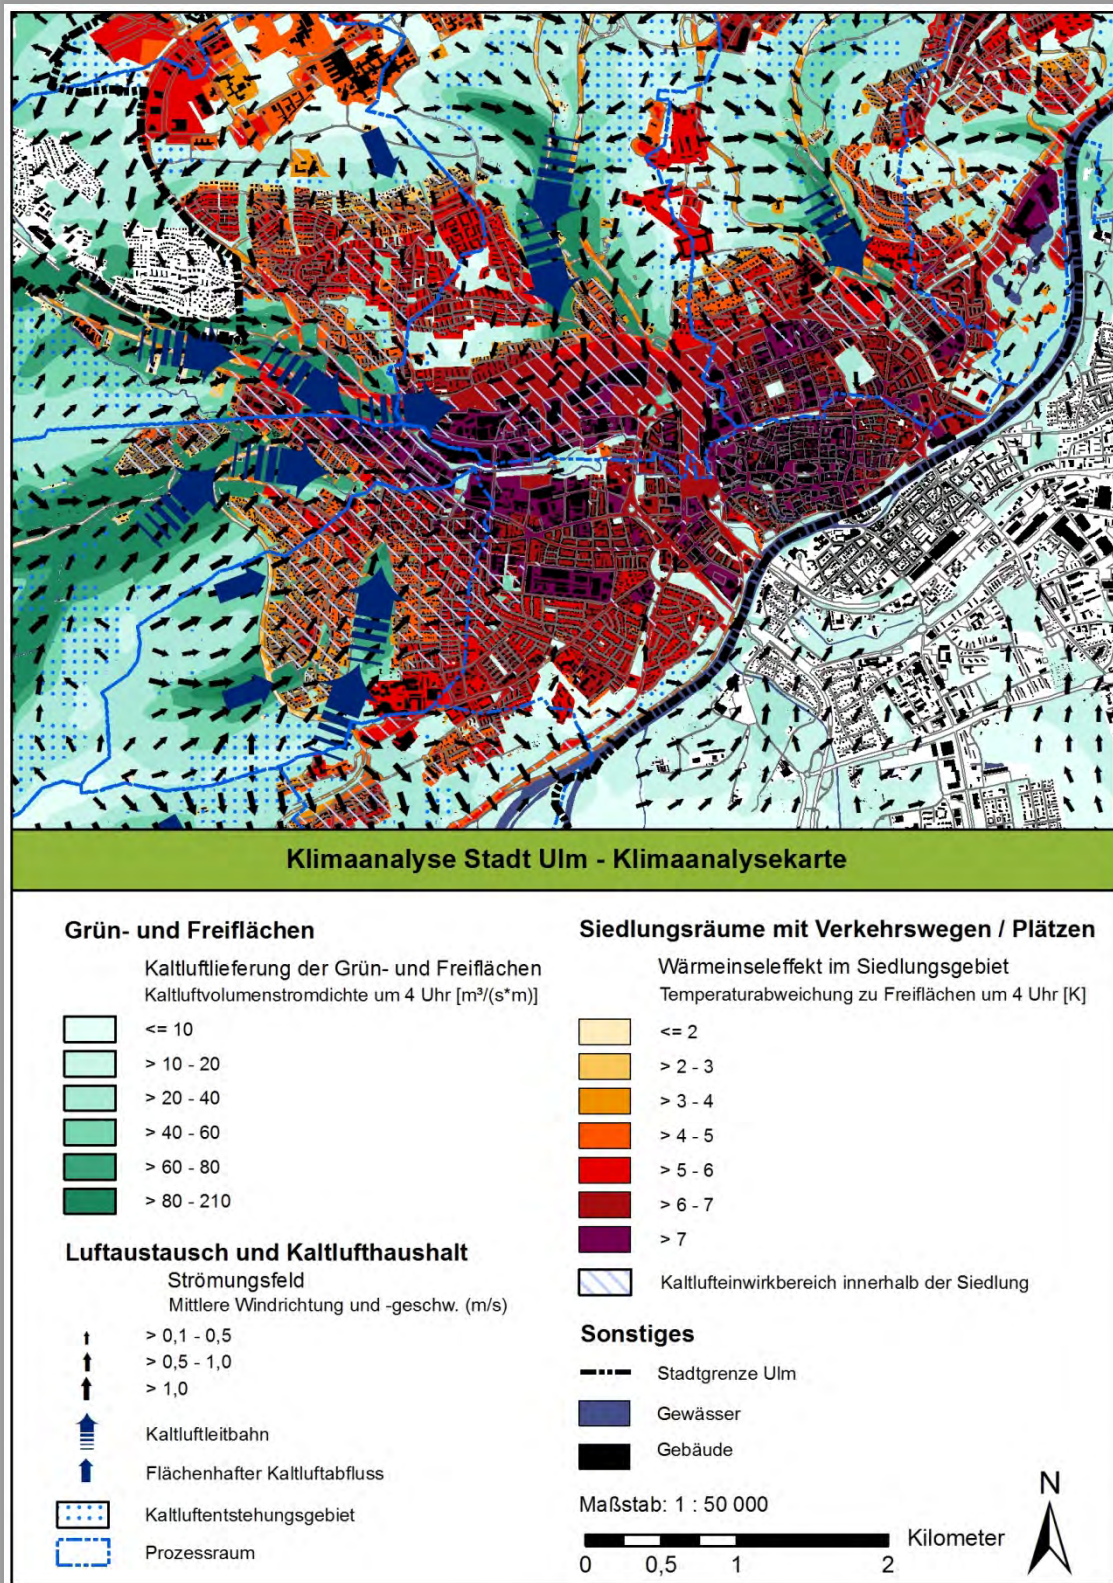 Klimaanalyse Stadt Ulm - Klimaanalysekarte
Grün- und Freiflächen
Kaltluftlieferung der Grün- und Freiflächen
Kaltluftvolumenstromdichte um 4 Uhr [m³/(s*m)]
<= 10
> 10 - 20
> 20 - 40
> 40 - 60
> 60 - 80
> 80 - 210
Luftaustausch und Kaltlufthaushalt
Strömungsfeld
Mittlere Windrichtung und -geschw. (m/s)
> 0,1 - 0,5
> 0,5 - 1,0
> 1,0
Kaltluftleitbahn
Flächenhafter Kaltluftabfluss
Kaltluftentstehungsgebiet
Prozessraum
Siedlungsräume mit Verkehrswegen / Plätzen
Wärmeinseleffekt im Siedlungsgebiet
Temperaturabweichung zu Freiflächen um 4 Uhr [K]
<= 2
> 2 - 3
> 3 - 4
> 4 - 5
> 5 - 6
> 6 - 7
> 7
Kaltlufteinwirkbereich innerhalb der Siedlung
Sonstiges
Stadtgrenze Ulm
Gewässer
Gebäude
Maßstab: 1 : 50 000
Kilometer
0 0,5 1 2
N